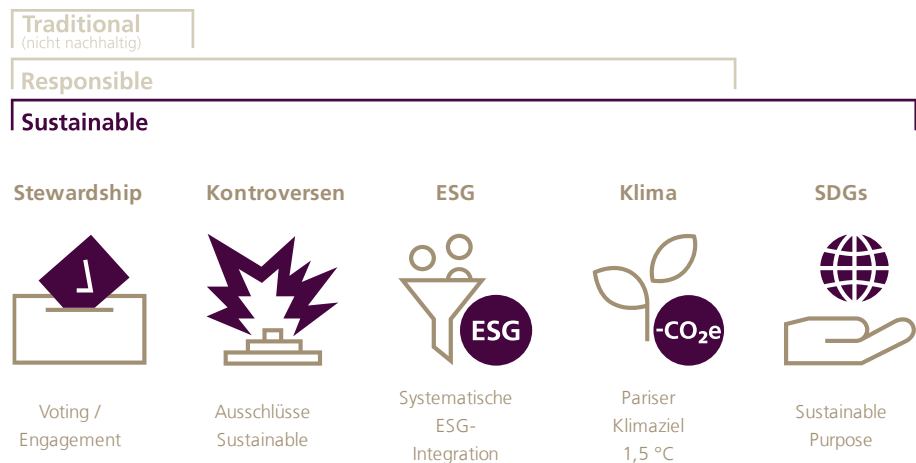 Traditional
(nicht nachhaltig)
Responsible
Sustainable
Stewardship
Kontroversen
ESG
Klima
SDGs
ESG
-CO₂e
Voting /
Engagement
Ausschlüsse
Sustainable
Systematische
ESG-
Integration
Pariser
Klimaziel
1,5 °C
Sustainable
Purpose